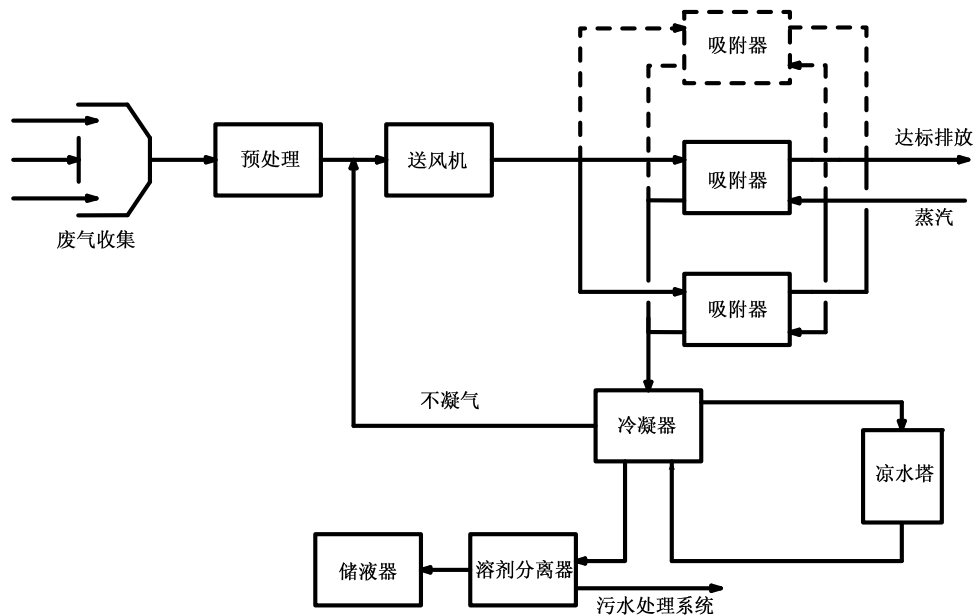 吸附器
达标排放
预处理
送风机
吸附器
蒸汽
废气收集
吸附器
不凝气
冷凝器
凉水塔
储液器
溶剂分离器
污水处理系统